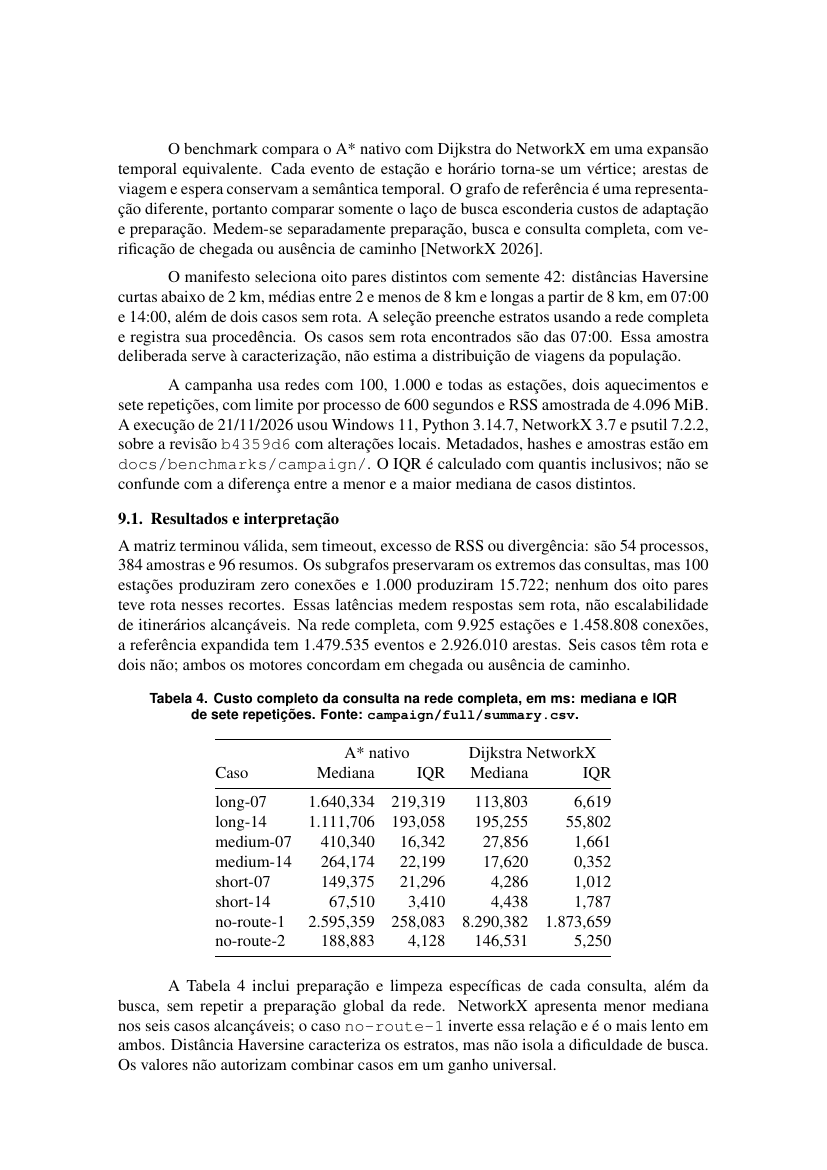 O benchmark compara o A* nativo com Dijkstra do NetworkX em uma expansão
temporal equivalente. Cada evento de estação e horário torna-se um vértice; arestas de
viagem e espera conservam a semântica temporal. O grafo de referência é uma representa-
ção diferente, portanto comparar somente o laço de busca esconderia custos de adaptação
e preparação. Medem-se separadamente preparação, busca e consulta completa, com ve-
rificação de chegada ou ausência de caminho [NetworkX 2026].
O manifesto seleciona oito pares distintos com semente 42: distâncias Haversine
curtas abaixo de 2 km, médias entre 2 e menos de 8 km e longas a partir de 8 km, em 07:00
e 14:00, além de dois casos sem rota. A seleção preenche estratos usando a rede completa
e registra sua procedência. Os casos sem rota encontrados são das 07:00. Essa amostra
deliberada serve à caracterização, não estima a distribuição de viagens da população.
A campanha usa redes com 100, 1.000 e todas as estações, dois aquecimentos e
sete repetições, com limite por processo de 600 segundos e RSS amostrada de 4.096 MiB.
A execução de 21/11/2026 usou Windows 11, Python 3.14.7, NetworkX 3.7 e psutil 7.2.2,
sobre a revisão b4359d6 com alterações locais. Metadados, hashes e amostras estão em
docs/benchmarks/campaign/. O IQR é calculado com quantis inclusivos; não se
confunde com a diferença entre a menor e a maior mediana de casos distintos.
9.1. Resultados e interpretação
A matriz terminou válida, sem timeout, excesso de RSS ou divergência: são 54 processos,
384 amostras e 96 resumos. Os subgrafos preservaram os extremos das consultas, mas 100
estações produziram zero conexões e 1.000 produziram 15.722; nenhum dos oito pares
teve rota nesses recortes. Essas latências medem respostas sem rota, não escalabilidade
de itinerários alcançáveis. Na rede completa, com 9.925 estações e 1.458.808 conexões,
a referência expandida tem 1.479.535 eventos e 2.926.010 arestas. Seis casos têm rota e
dois não; ambos os motores concordam em chegada ou ausência de caminho.
Tabela 4. Custo completo da consulta na rede completa, em ms: mediana e IQR
de sete repetições. Fonte: campaign/full/summary.csv.
A* nativo Dijkstra NetworkX
Caso Mediana IQR Mediana IQR
long-07 1.640,334 219,319 113,803 6,619
long-14 1.111,706 193,058 195,255 55,802
medium-07 410,340 16,342 27,856 1,661
medium-14 264,174 22,199 17,620 0,352
short-07 149,375 21,296 4,286 1,012
short-14 67,510 3,410 4,438 1,787
no-route-1 2.595,359 258,083 8.290,382 1.873,659
no-route-2 188,883 4,128 146,531 5,250
A Tabela 4 inclui preparação e limpeza específicas de cada consulta, além da
busca, sem repetir a preparação global da rede. NetworkX apresenta menor mediana
nos seis casos alcançáveis; o caso no-route-1 inverte essa relação e é o mais lento em
ambos. Distância Haversine caracteriza os estratos, mas não isola a dificuldade de busca.
Os valores não autorizam combinar casos em um ganho universal.